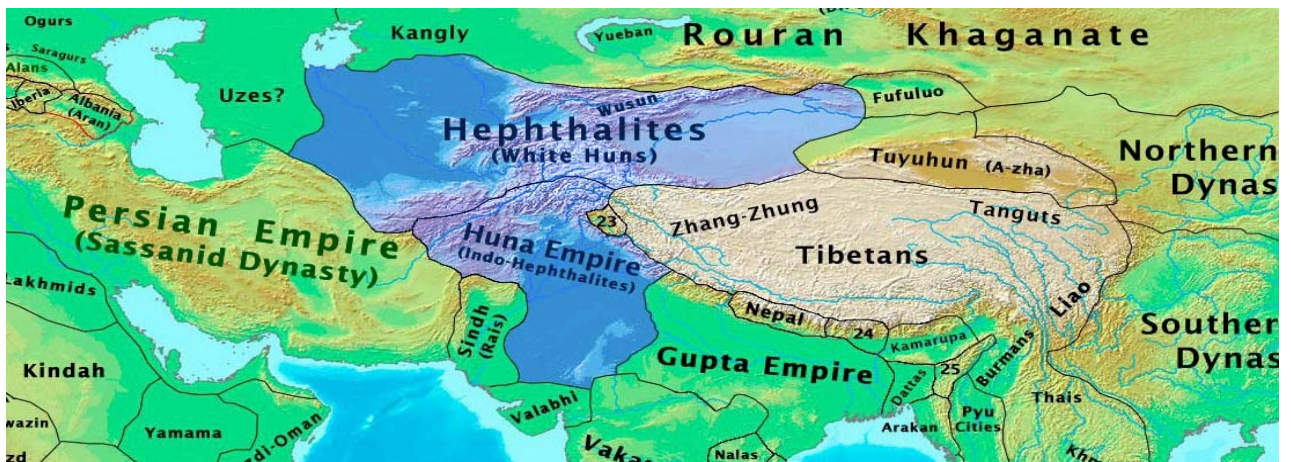 Ogurs
Kangly
Yueban
Rouran Khaganate
Saragurs
Alans
Uzes?
Fufuluo
Iberia
Albania
(Aran)
Wusun
Hephthalites
(White Huns)
Tuyuhun (A-zha)
Northern
Dynas
Persian Empire
(Sassanid Dynasty)
23
Zhang-Zhung
Tanguts
Huna Empire
(Indo-Hephthalites)
Tibetans
Lakhmids
Liao
Sindh
(Rais)
Nepal
24
Kamarupa
Southern
Dynas
Kindah
Gupta Empire
Dattas
25
Burmans
Valabhi
Thais
Yamama
Arakan
Pyu
Cities
Nalas